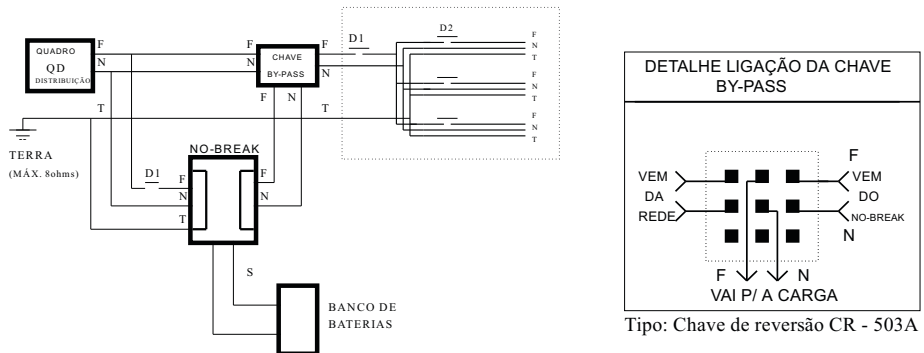 QUADRO
QD
DISTRIBUIÇÃO
F
N
F
N
CHAVE
BY-PASS
F
N
F
N
D1
D2
F
N
T
F
N
T
F
N
T
T
T
TERRA
(MÁX. 8ohms)
NO-BREAK
D1
F
N
T
F
N
S
BANCO DE
BATERIAS
DETALHE LIGAÇÃO DA CHAVE
BY-PASS
F
VEM
DA
REDE
VEM
DO
NO-BREAK
N
F
N
VAI P/ A CARGA
Tipo: Chave de reversão CR - 503A